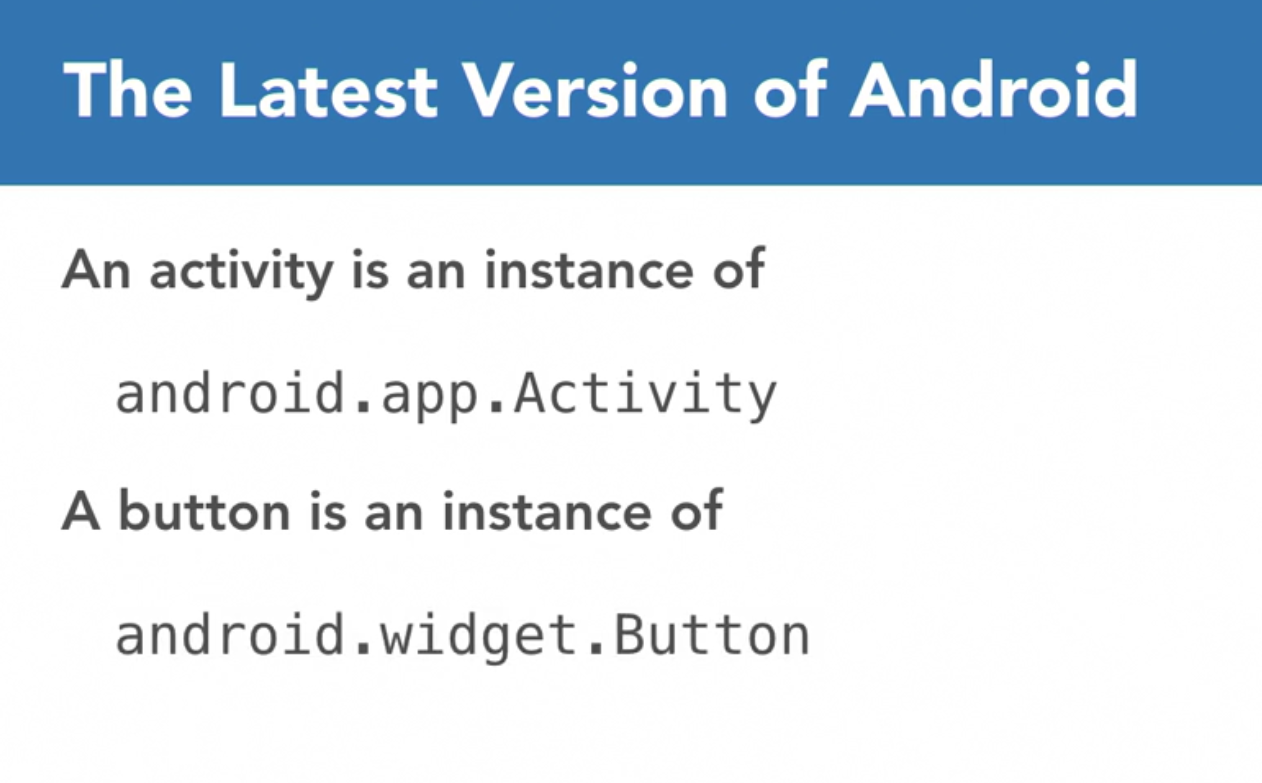 The Latest Version of Android
An activity is an instance of
android.app.Activity
A button is an instance of
android.widget.Button